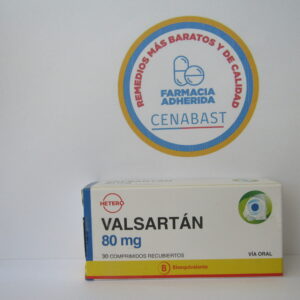 REMEDIOS MÁS BARATOS Y DE CALIDAD
FARMACIA
ADHERIDA
CENABAST
HETERO
VALSARTÁN
80 mg
30 COMPRIMIDOS RECUBIERTOS
VÍA ORAL
B Bioequivalente